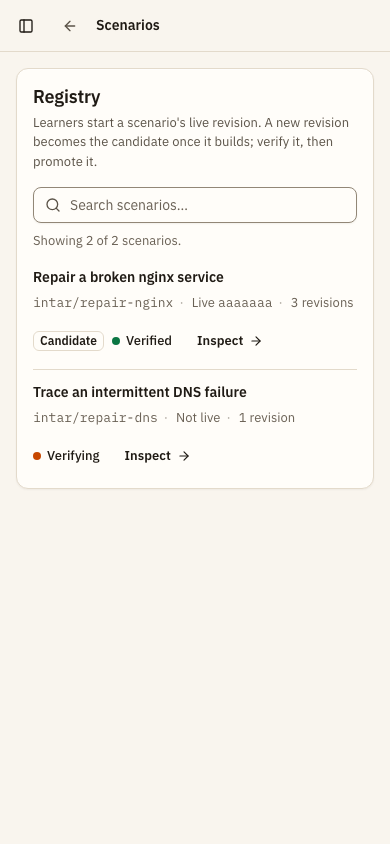 Scenarios
Registry
Learners start a scenario's live revision. A new revision
becomes the candidate once it builds; verify it, then
promote it.
Search scenarios...
Showing 2 of 2 scenarios.
Repair a broken nginx service
intar/repair-nginx · Live aaaaaaa · 3 revisions
Candidate Verified Inspect →
Trace an intermittent DNS failure
intar/repair-dns · Not live · 1 revision
Verifying Inspect →